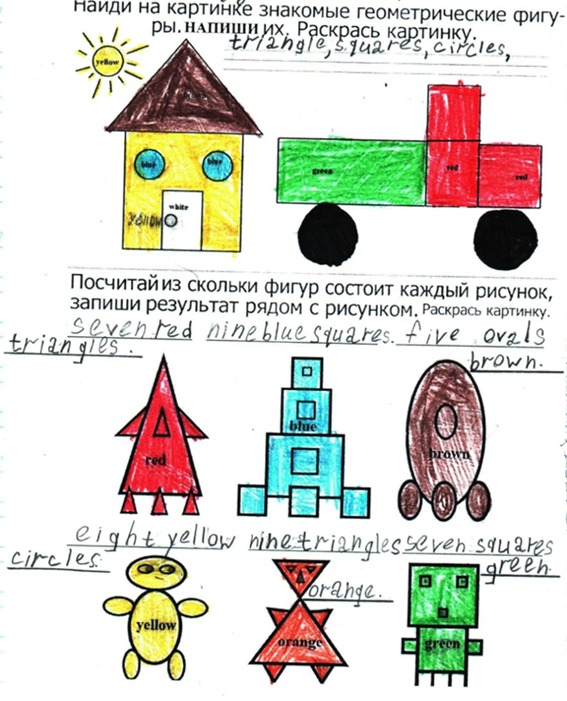 Найди на картинке знакомые геометрические фигу-
ры. НАПИШИ ИХ. Раскрась картинку.
triangle, squares, circles,
yellow
blue
blue
white
yellow
green
red
red
Посчитай из скольки фигур состоит каждый рисунок,
запиши результат рядом с рисунком. Раскрась картинку.
seven red nine blue squares. five ovals
triangles. brown.
red
blue
brown
eight yellow nine triangles seven squares
circles. orange. green.
yellow
orange
green